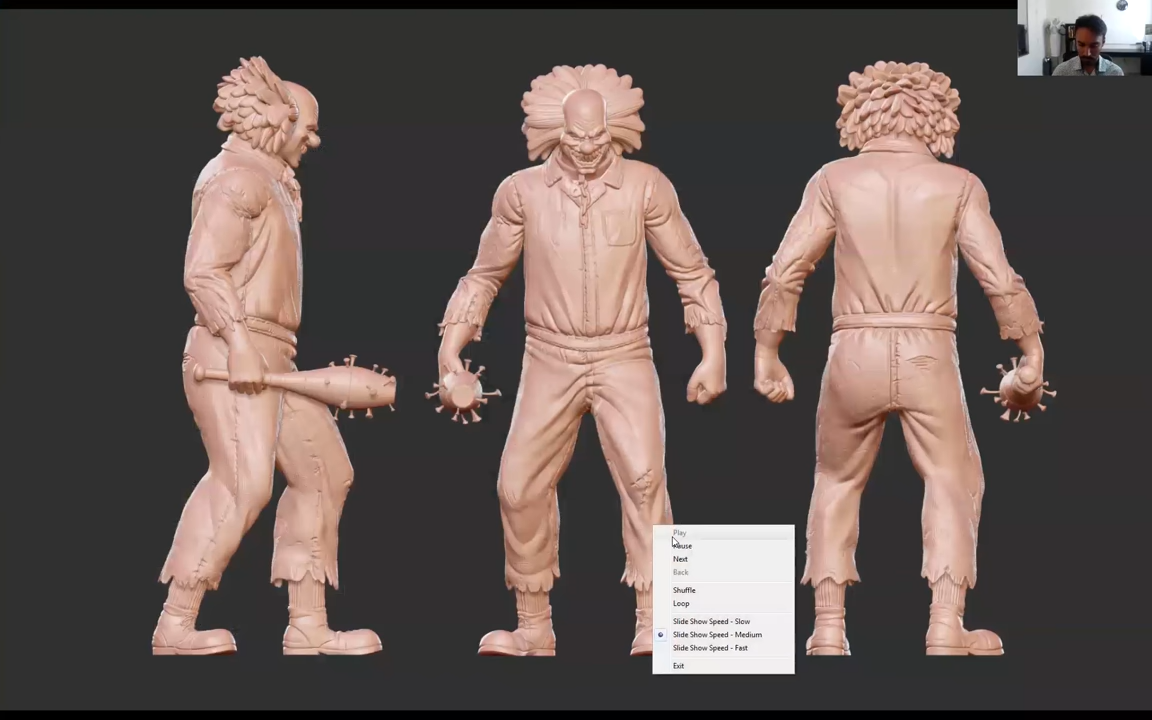 Play
Pause
Next
Back
Shuffle
Loop
Slide Show Speed - Slow
Slide Show Speed - Medium
Slide Show Speed - Fast
Exit